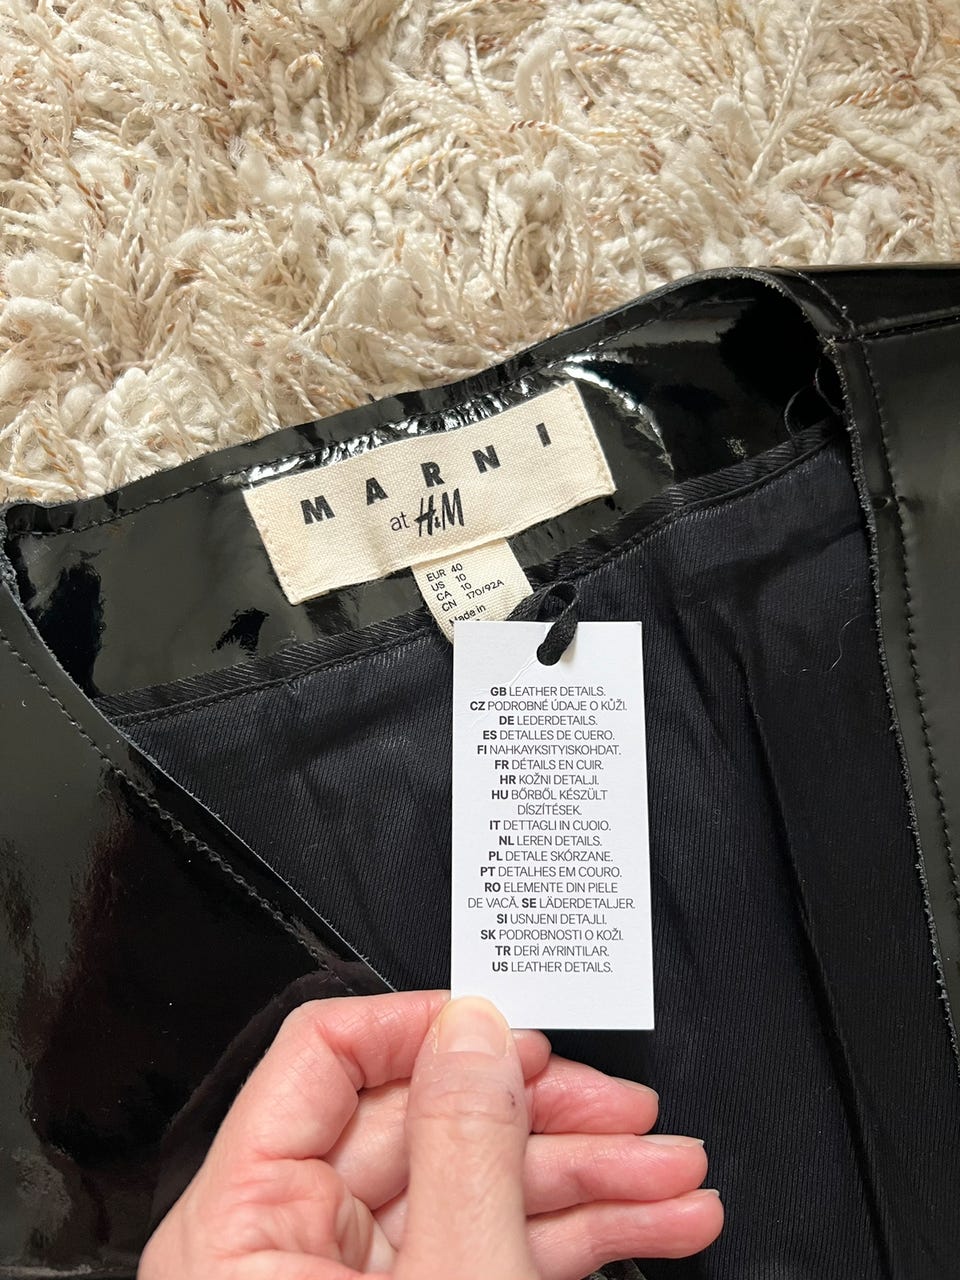 MARNI
at H&M
EUR 40
US 10
CA 10
CN 170/92A
Made in
GB LEATHER DETAILS.
CZ PODROBNÉ ÚDAJE O KŮŽI.
DE LEDERDETAILS.
ES DETALLES DE CUERO.
FI NAHKAYKSITYISKOHDAT.
FR DÉTAILS EN CUIR.
HR KOŽNI DETALJI.
HU BŐRBŐL KÉSZÜLT
DÍSZÍTÉSEK.
IT DETTAGLI IN CUOIO.
NL LEREN DETAILS.
PL DETALE SKÓRZANE.
PT DETALHES EM COURO.
RO ELEMENTE DIN PIELE
DE VACĂ. SE LÄDERDETALJER.
SI USNJENI DETAJLI.
SK PODROBNOSTI O KOŽI.
TR DERİ AYRINTILAR.
US LEATHER DETAILS.